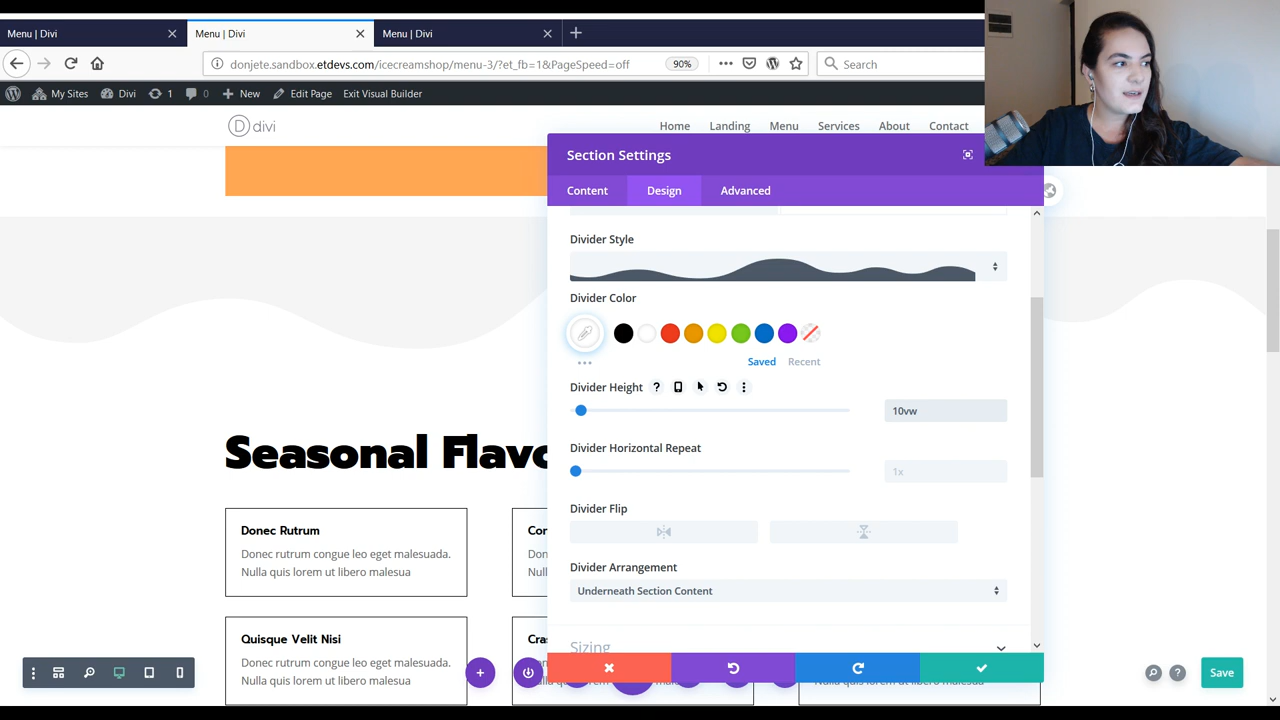 Menu | Divi
Menu | Divi
Menu | Divi
donjete.sandbox.etdevs.com/icecreamshop/menu-3/?et_fb=1&PageSpeed=off
90%
Search
My Sites
Divi
1
0
New
Edit Page
Exit Visual Builder
divi
Home
Landing
Menu
Services
About
Contact
Section Settings
Content
Design
Advanced
Divider Style
Divider Color
Saved
Recent
Divider Height
10vw
Divider Horizontal Repeat
1x
Divider Flip
Divider Arrangement
Underneath Section Content
Sizing
Seasonal
Donec Rutrum
Donec rutrum congue leo eget malesuada.
Nulla quis lorem ut libero malesua
Quisque Velit Nisi
Donec rutrum congue leo eget malesuada.
Nulla quis lorem ut libero malesua
Save